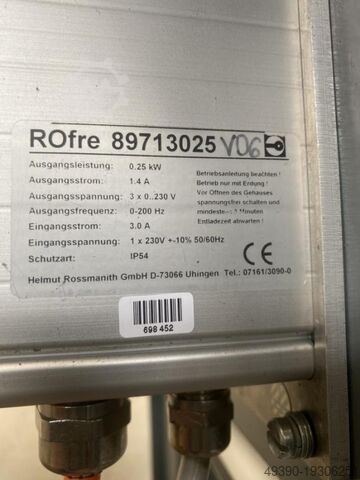 ROfre 89713025 V06
Ausgangsleistung: 0.25 kW
Ausgangsstrom: 1.4 A
Ausgangsspannung: 3 x 0..230 V
Ausgangsfrequenz: 0-200 Hz
Eingangsstrom: 3.0 A
Eingangsspannung: 1 x 230V +-10% 50/60Hz
Schutzart: IP54
Betriebsanleitung beachten !
Betrieb nur mit Erdung !
Vor Öffnen des Gehäuses
spannungsfrei schalten und
mindestens 3 Minuten
Entladezeit abwarten !
CE
Helmut Rossmanith GmbH D-73066 Uhingen Tel.: 07161/3090-0
698 452
49390-1930625